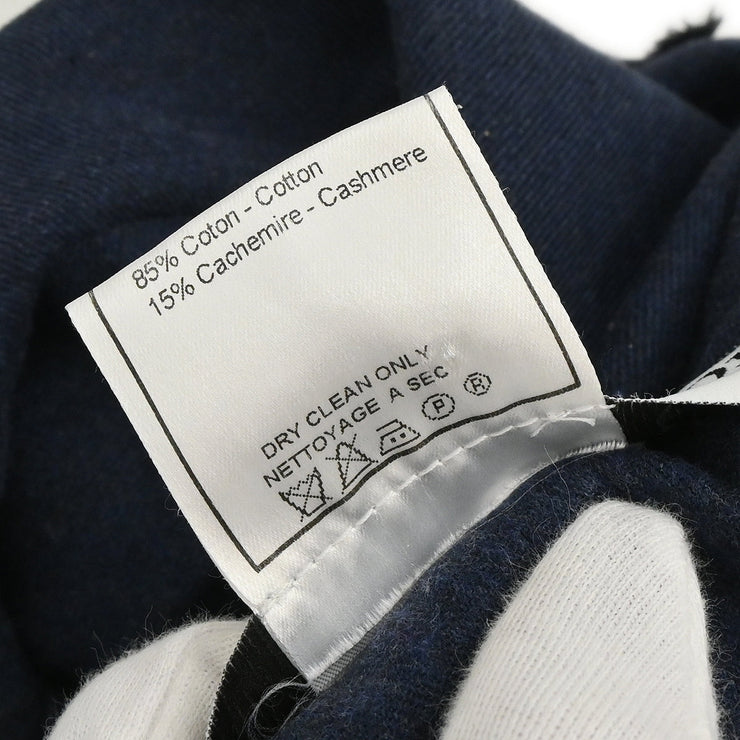 85% Coton - Cotton
15% Cachemire - Cashmere
DRY CLEAN ONLY
NETTOYAGE A SEC
P R